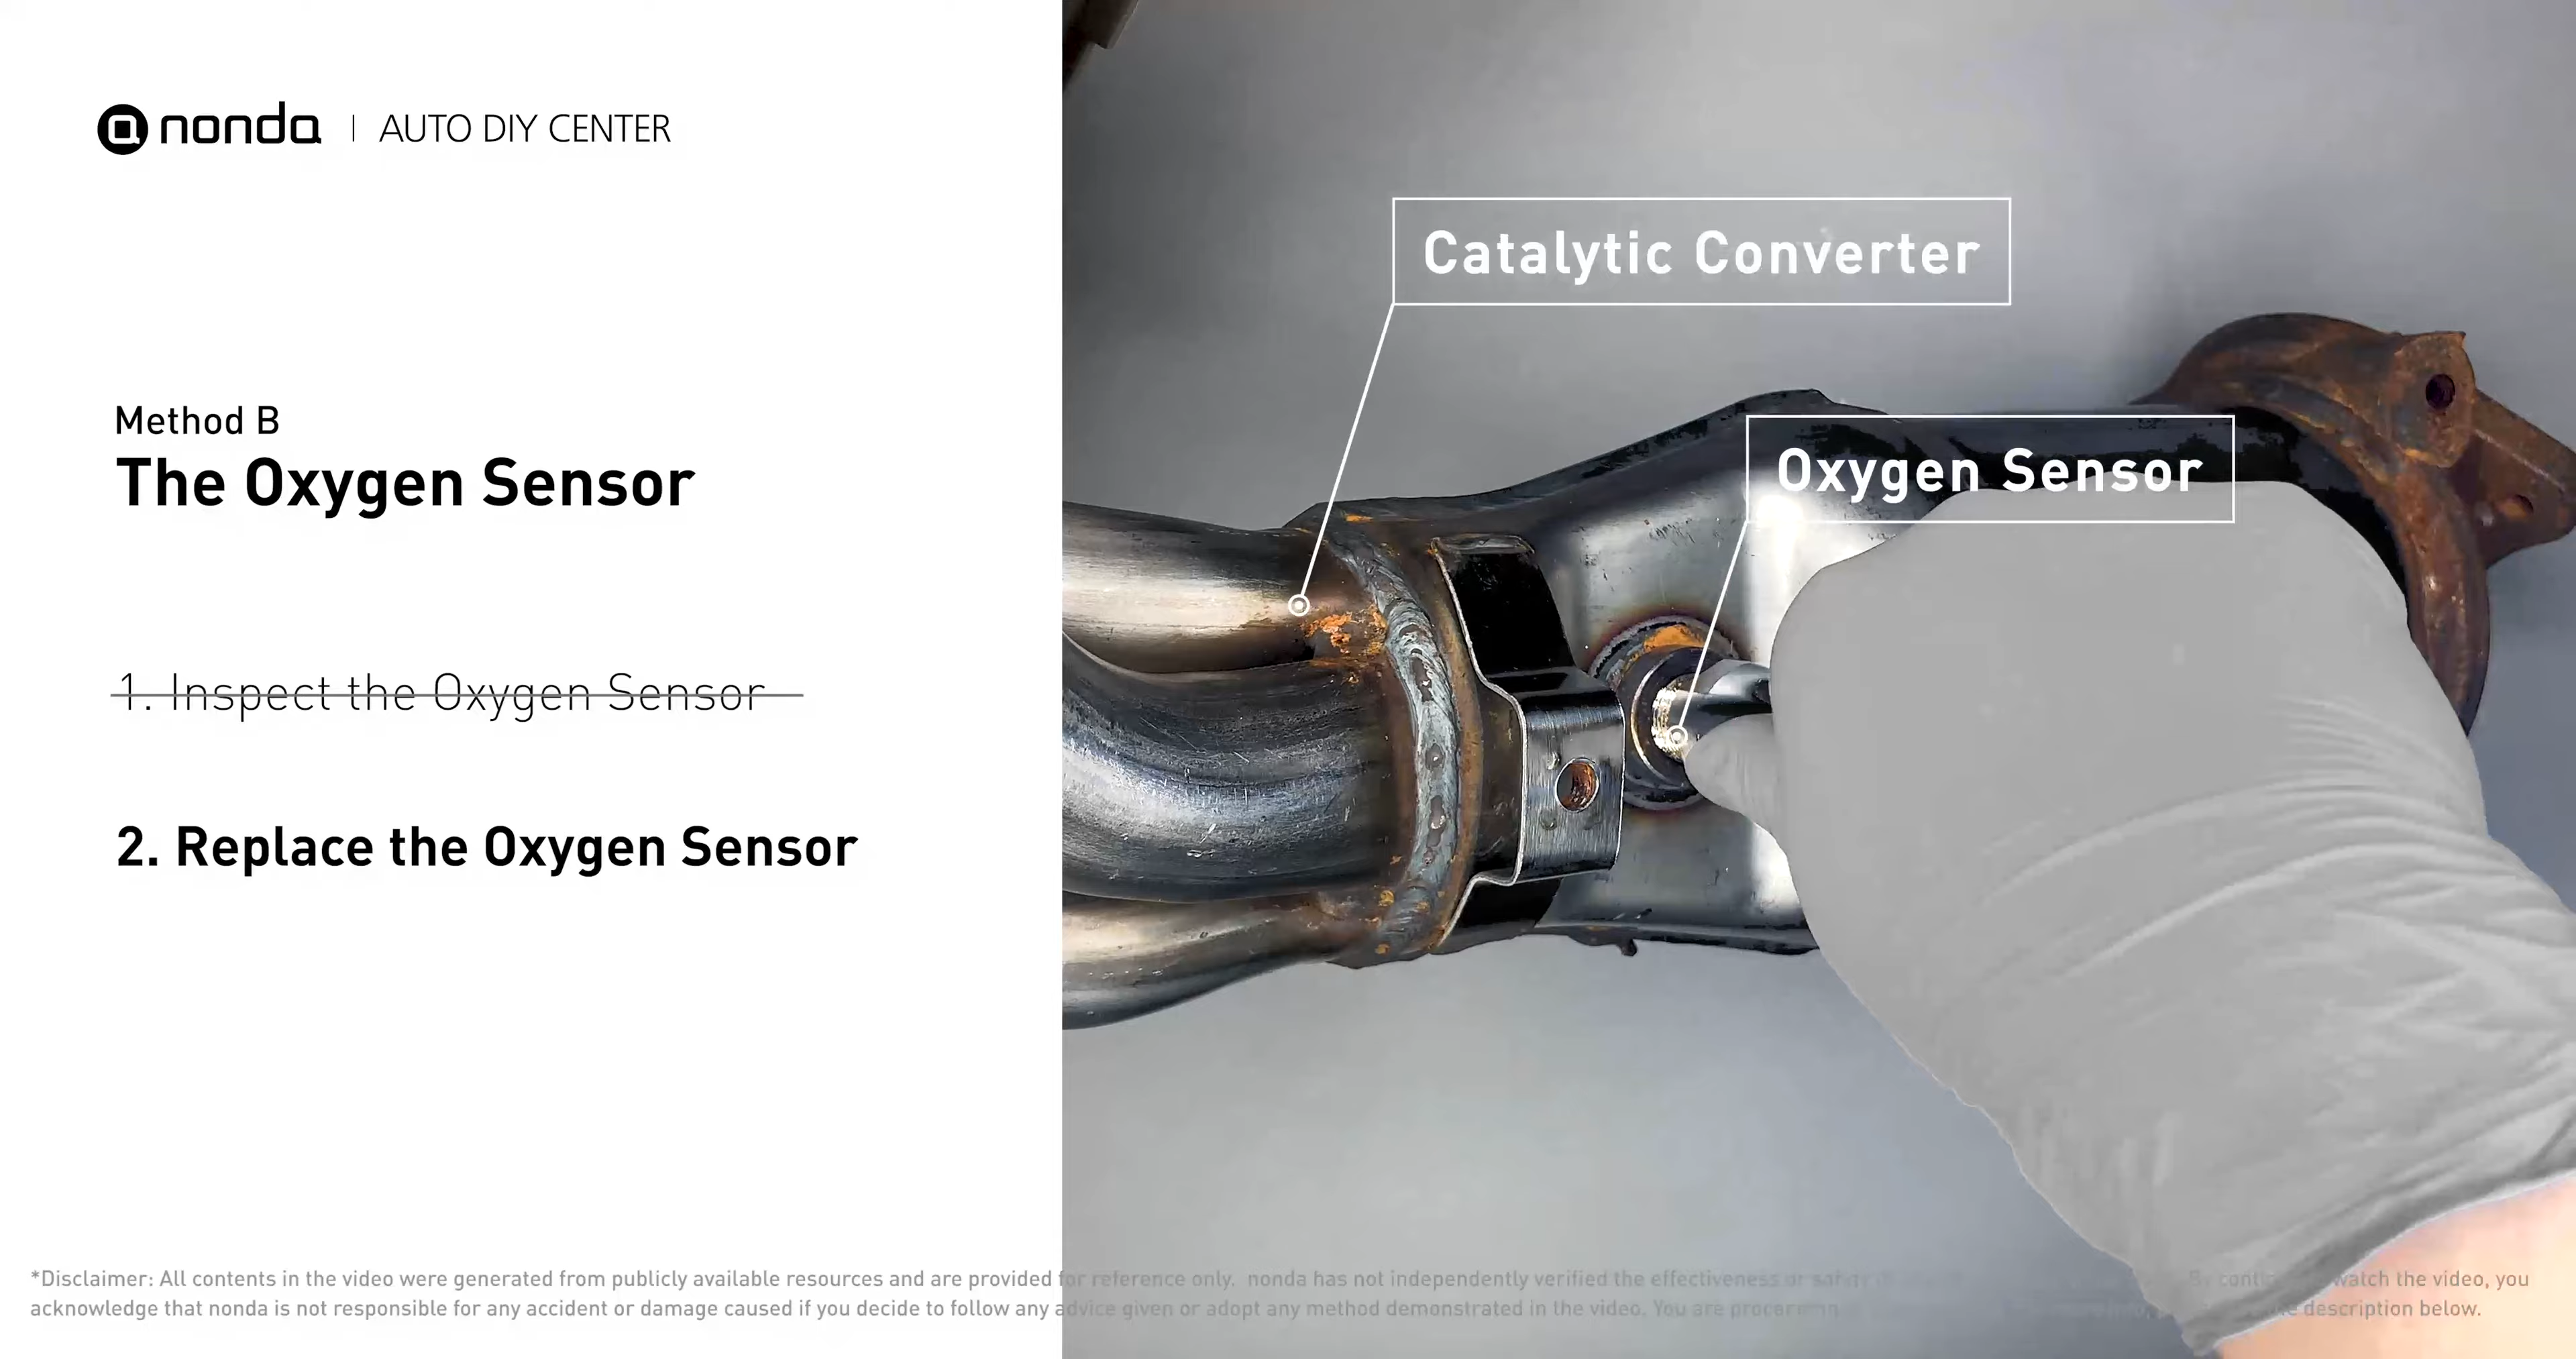 nonda | AUTO DIY CENTER
Catalytic Converter
Method B
The Oxygen Sensor
Oxygen Sensor
1. Inspect the Oxygen Sensor
2. Replace the Oxygen Sensor
*Disclaimer: All contents in the video were generated from publicly available resources and are provided for reference only. nonda has not independently verified the effectiveness or safety By watch the video, you
acknowledge that nonda is not responsible for any accident or damage caused if you decide to follow any advice given or adopt any method demonstrated in the video. You are description below.